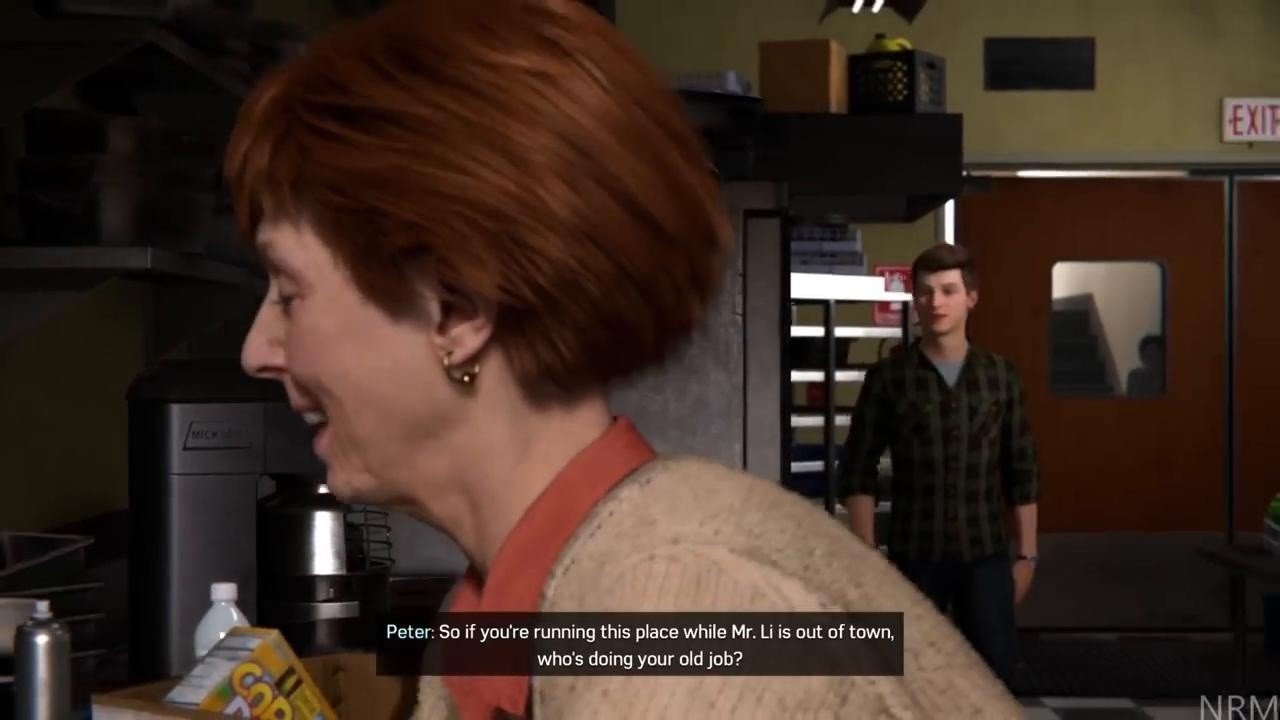 EXIT
Peter: So if you're running this place while Mr. Li is out of town,
who's doing your old job?
NRM